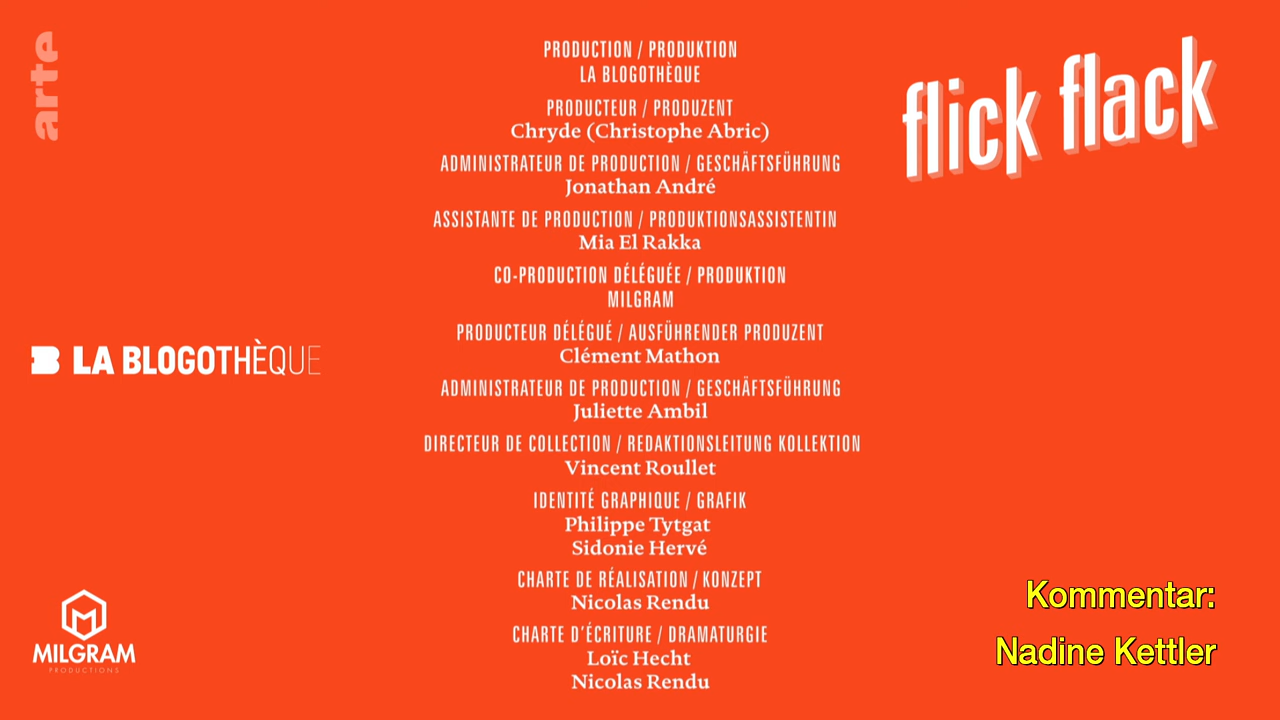 arte
flick flack
PRODUCTION / PRODUKTION
LA BLOGOTHÈQUE
PRODUCTEUR / PRODUZENT
Chryde (Christophe Abric)
ADMINISTRATEUR DE PRODUCTION / GESCHÄFTSFÜHRUNG
Jonathan André
ASSISTANTE DE PRODUCTION / PRODUKTIONSASSISTENTIN
Mia El Rakka
CO-PRODUCTION DÉLÉGUÉE / PRODUKTION
MILGRAM
PRODUCTEUR DÉLÉGUÉ / AUSFÜHRENDER PRODUZENT
Clément Mathon
ADMINISTRATEUR DE PRODUCTION / GESCHÄFTSFÜHRUNG
Juliette Ambil
DIRECTEUR DE COLLECTION / REDAKTIONSLEITUNG KOLLEKTION
Vincent Roullet
IDENTITÉ GRAPHIQUE / GRAFIK
Philippe Tytgat
Sidonie Hervé
CHARTE DE RÉALISATION / KONZEPT
Nicolas Rendu
CHARTE D'ÉCRITURE / DRAMATURGIE
Loïc Hecht
Nicolas Rendu
LA BLOGOTHÈQUE
MILGRAM
PRODUCTIONS
Kommentar:
Nadine Kettler